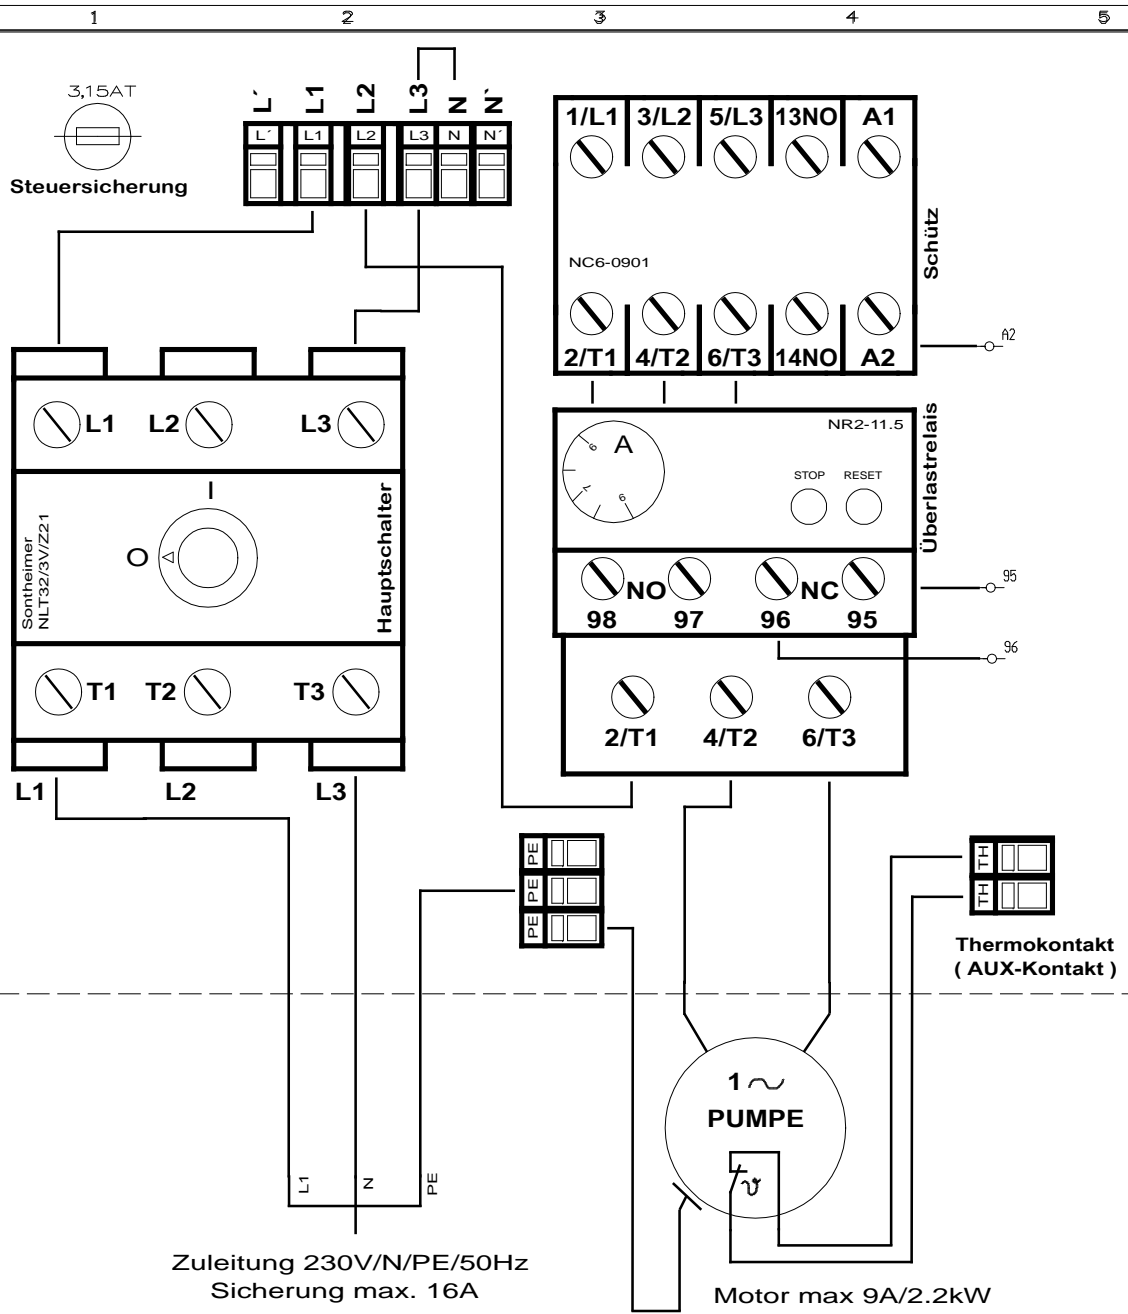 1 2 3 4 5
3,15AT
Steuersicherung
L' L1 L2 L3 N N'
L´ L1 L2 L3 N N´
1/L1 3/L2 5/L3 13NO A1
NC6-0901
Schütz
2/T1 4/T2 6/T3 14NO A2
A2
L1 L2 L3
I
O
Sontheimer
NLT32/3V/Z21
Hauptschalter
T1 T2 T3
L1 L2 L3
A
NR2-11.5
STOP RESET
Überlastrelais
NO NC
98 97 96 95
95
96
2/T1 4/T2 6/T3
PE
PE
PE
TH
TH
Thermokontakt
( AUX-Kontakt )
1
PUMPE
ϑ
L1 N PE
Zuleitung 230V/N/PE/50Hz
Sicherung max. 16A
Motor max 9A/2.2kW